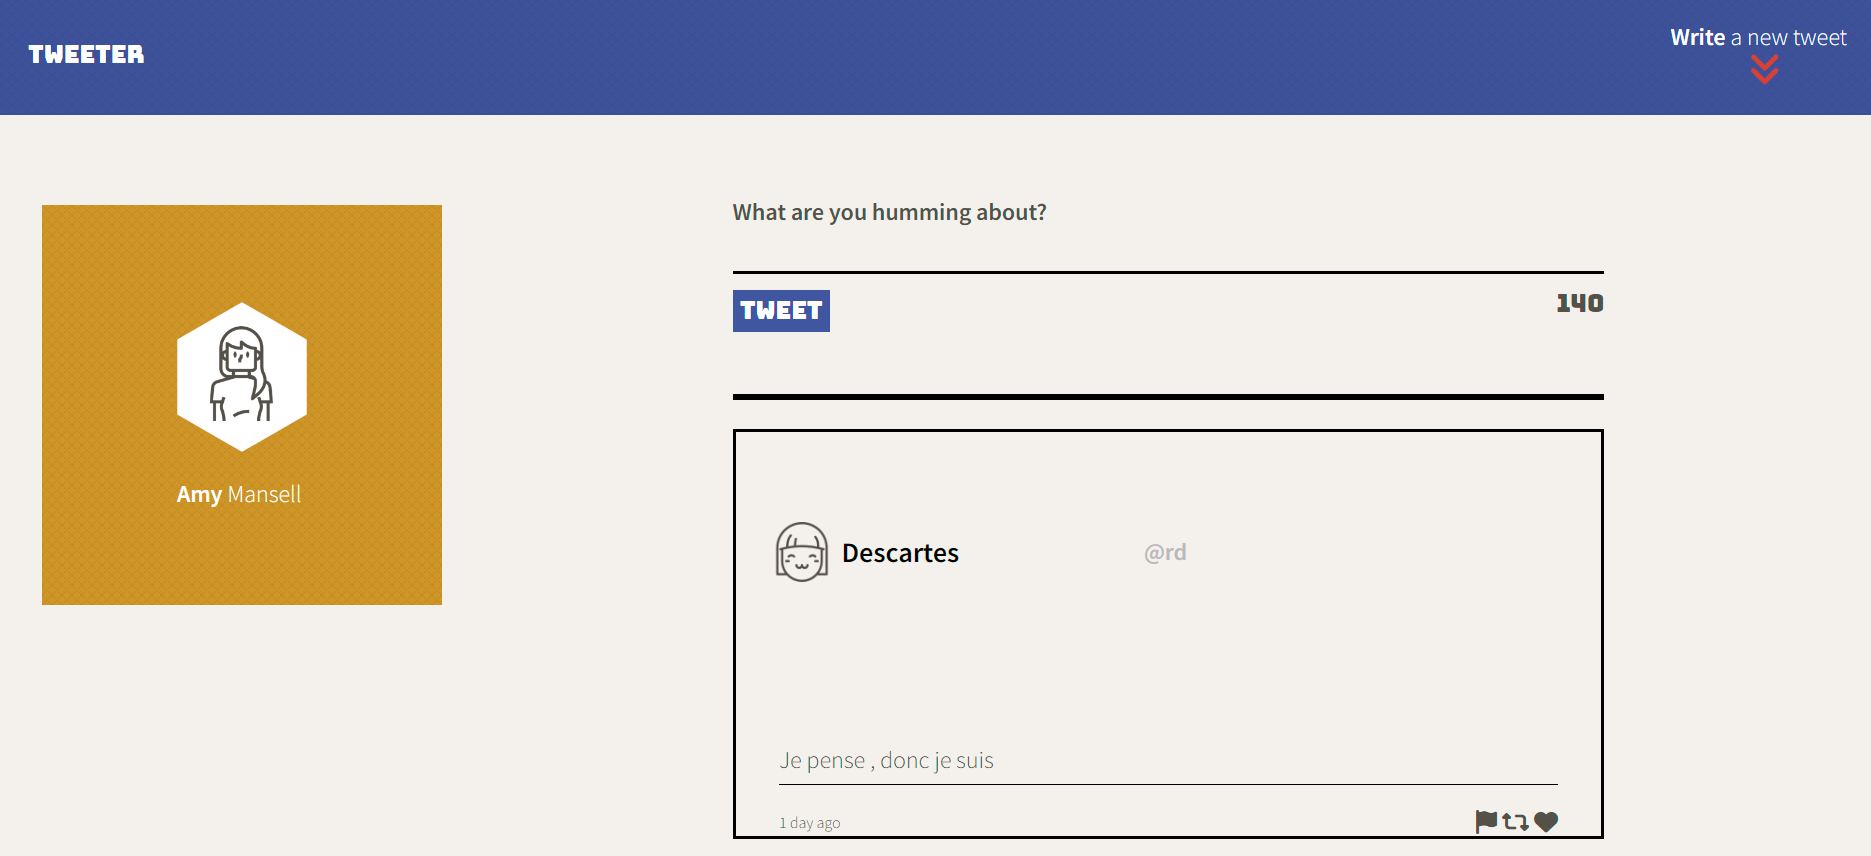 TWEETER
Write a new tweet
What are you humming about?
TWEET
140
Amy Mansell
Descartes
@rd
Je pense , donc je suis
1 day ago